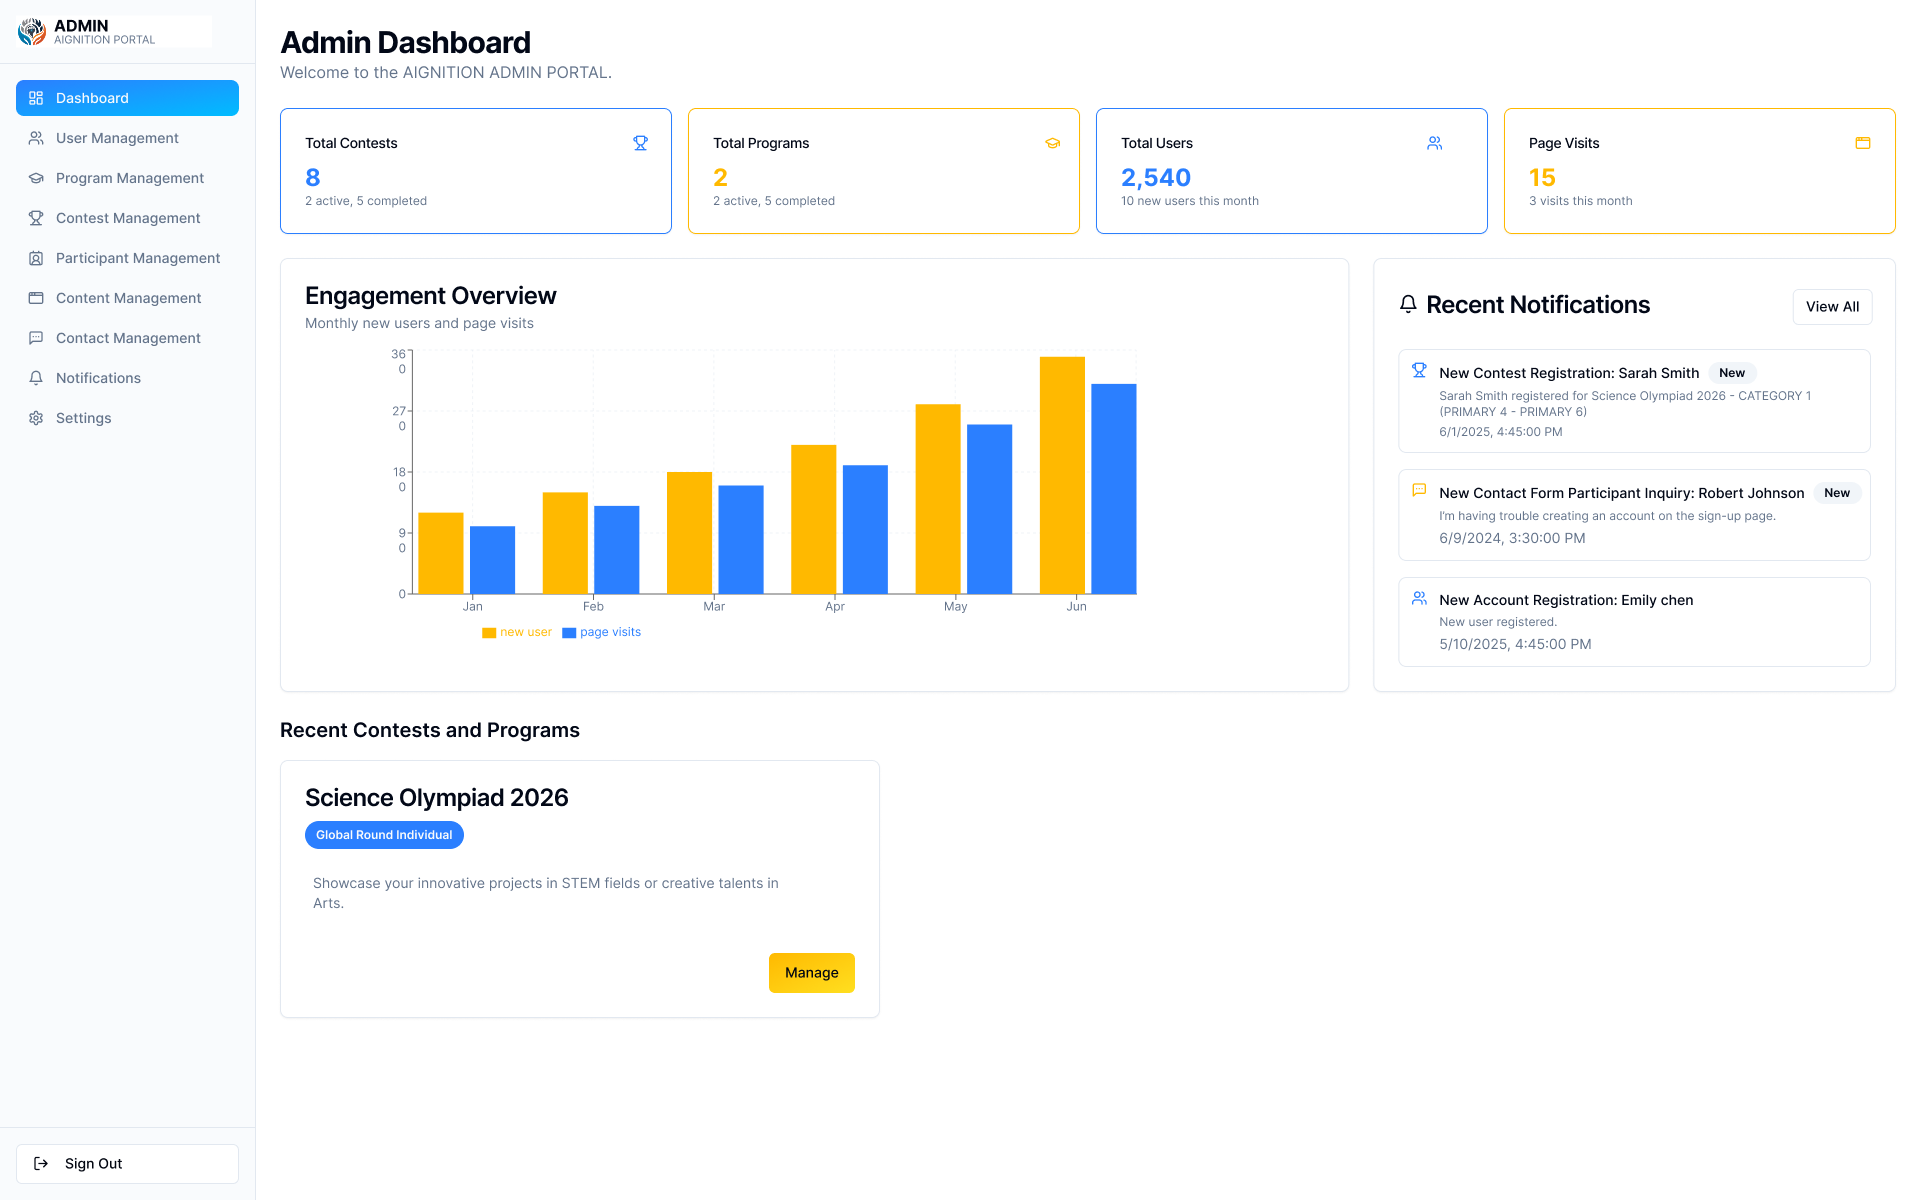 ADMIN
AIGNITION PORTAL
Dashboard
User Management
Program Management
Contest Management
Participant Management
Content Management
Contact Management
Notifications
Settings
Sign Out
Admin Dashboard
Welcome to the AIGNITION ADMIN PORTAL.
Total Contests
8
2 active, 5 completed
Total Programs
2
2 active, 5 completed
Total Users
2,540
10 new users this month
Page Visits
15
3 visits this month
Engagement Overview
Monthly new users and page visits
36
0
27
0
18
0
9
0
0
Jan Feb Mar Apr May Jun
new user page visits
Recent Notifications
View All
New Contest Registration: Sarah Smith New
Sarah Smith registered for Science Olympiad 2026 - CATEGORY 1
(PRIMARY 4 - PRIMARY 6)
6/1/2025, 4:45:00 PM
New Contact Form Participant Inquiry: Robert Johnson New
I'm having trouble creating an account on the sign-up page.
6/9/2024, 3:30:00 PM
New Account Registration: Emily chen
New user registered.
5/10/2025, 4:45:00 PM
Recent Contests and Programs
Science Olympiad 2026
Global Round Individual
Showcase your innovative projects in STEM fields or creative talents in
Arts.
Manage